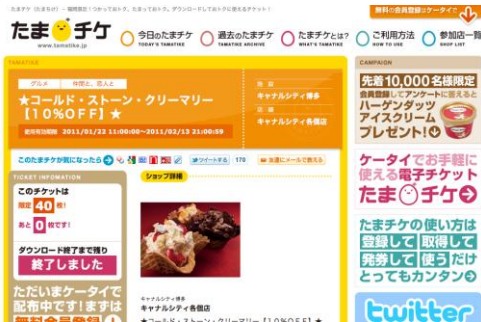 たまチケ(たまちけ) - 福岡限定!つかっておトク、たまっておトク。ダウンロードしておトクに使えるチケット!
無料の会員登録はケータイで
たまチケ
www.tamatike.jp
今日のたまチケ
TODAY'S TAMATIKE
過去のたまチケ
TAMATIKE ARCHIVE
たまチケとは?
WHAT'S TAMATIKE
ご利用方法
HOW TO USE
参加店一覧
SHOP LIST
TAMATIKE
グルメ
仲間と、恋人と
★コールド・ストーン・クリーマリー
【10%OFF】★
使用有効期間 2011/01/22 11:00:00~2011/02/13 21:00:59
キャナルシティ博多
キャナルシティ各個店
このたまチケが気になったら
ツイートする
170
友達にメールで教える
TICKET INFOMATION
このチケットは
限定 40 枚!
あと 0 枚です!
ダウンロード終了まで残り
終了しました
ただいまケータイで
配布中です!まずは
無料会員登録
ショップ詳細
キャナルシティ博多
キャナルシティ各個店
★コールド・ストーン・クリーマリー【10%OFF】★
CAMPAIGN
先着10,000名様限定
会員登録してアンケートに答えると
ハーゲンダッツ
アイスクリーム
プレゼント!
ケータイでお手軽に
使える電子チケット
たまチケ
たまチケの使い方は
登録して 取得して
発券して 使うだけ
とってもカンタン
twitter